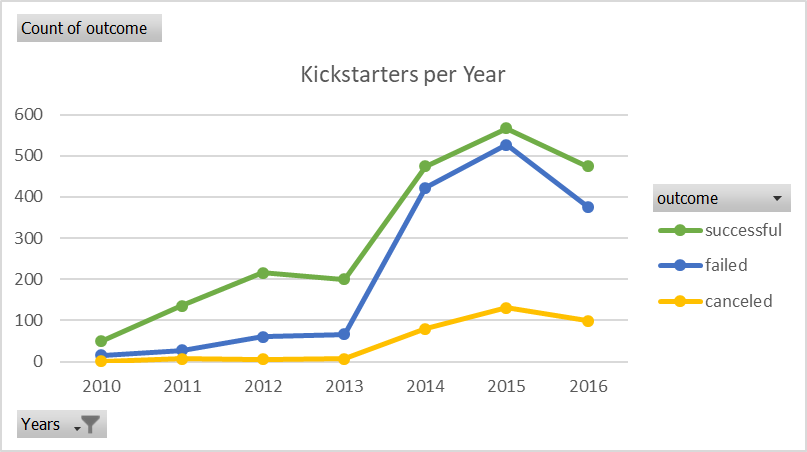 Count of outcome
Kickstarters per Year
600
500
400
300
200
100
0
2010 2011 2012 2013 2014 2015 2016
outcome
successful
failed
canceled
Years